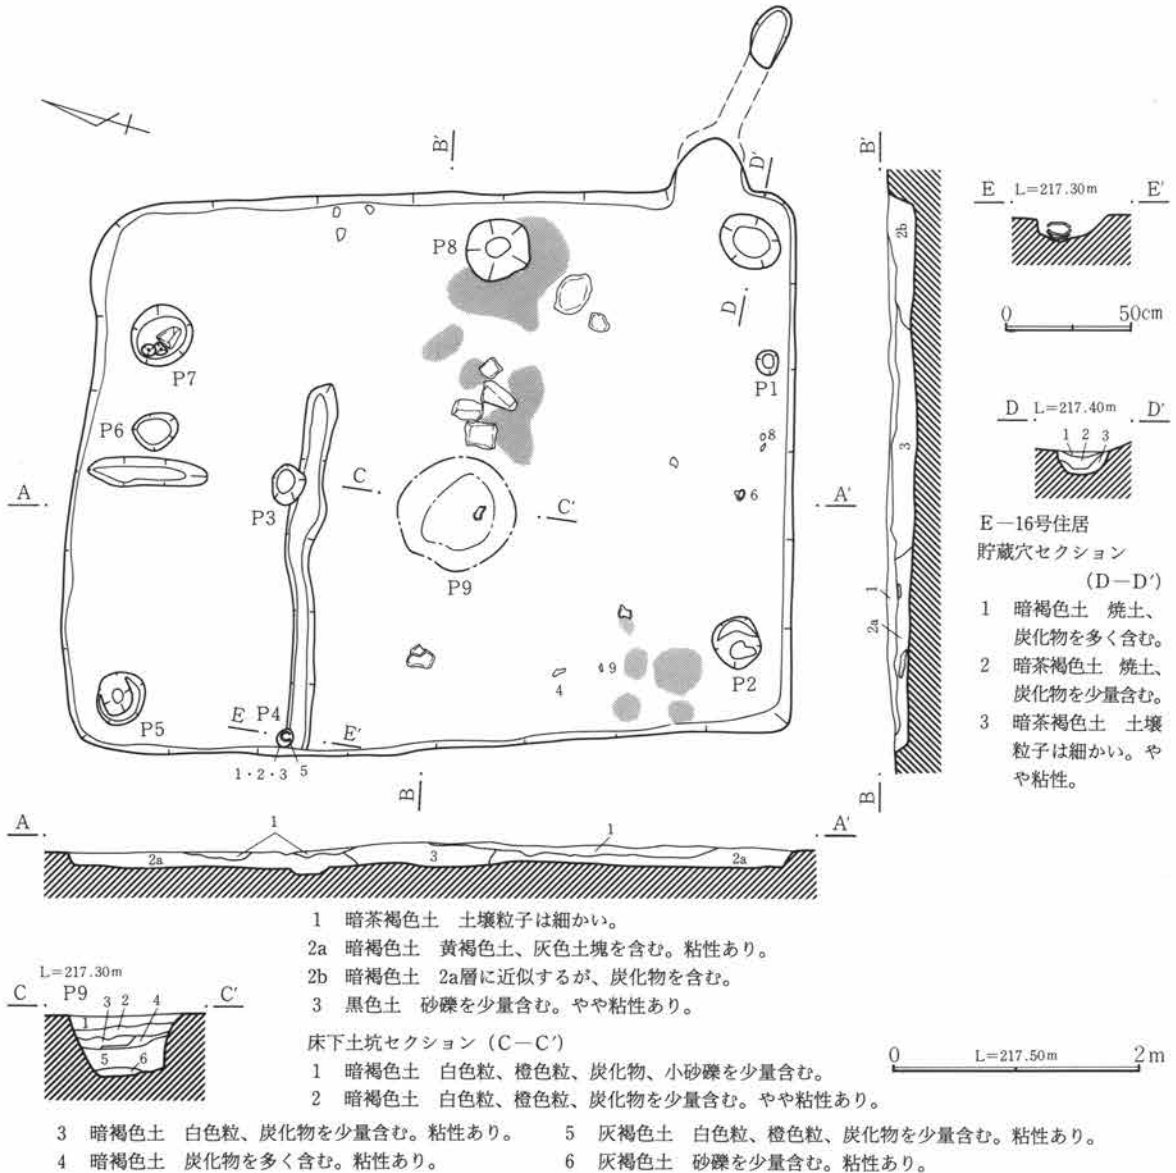 B'
D'
P8
D
P7
P1
P6
8
A
C
A'
P3
6
C'
P9
P2
4
9
P5
E
P4
E'
1・2・3
5
B
B'
2b
3
1
2a
B
E L=217.30m E'
0 50cm
D L=217.40m D'
1 2 3
E－16号住居
貯蔵穴セクション
（D－D′）
1 暗褐色土 焼土、
炭化物を多く含む。
2 暗茶褐色土 焼土、
炭化物を少量含む。
3 暗茶褐色土 土壌
粒子は細かい。や
や粘性。
A A'
1 1
2a 3 2a
1 暗茶褐色土 土壌粒子は細かい。
2a 暗褐色土 黄褐色土、灰色土塊を含む。粘性あり。
2b 暗褐色土 2a層に近似するが、炭化物を含む。
3 黒色土 砂礫を少量含む。やや粘性あり。
L=217.30m
C P9 C'
3 2 4
1
5 6
床下土坑セクション（C－C′）
0 L=217.50m 2m
1 暗褐色土 白色粒、橙色粒、炭化物、小砂礫を少量含む。
2 暗褐色土 白色粒、橙色粒、炭化物を少量含む。やや粘性あり。
3 暗褐色土 白色粒、炭化物を少量含む。粘性あり。
4 暗褐色土 炭化物を多く含む。粘性あり。
5 灰褐色土 白色粒、橙色粒、炭化物を少量含む。粘性あり。
6 灰褐色土 砂礫を少量含む。粘性あり。